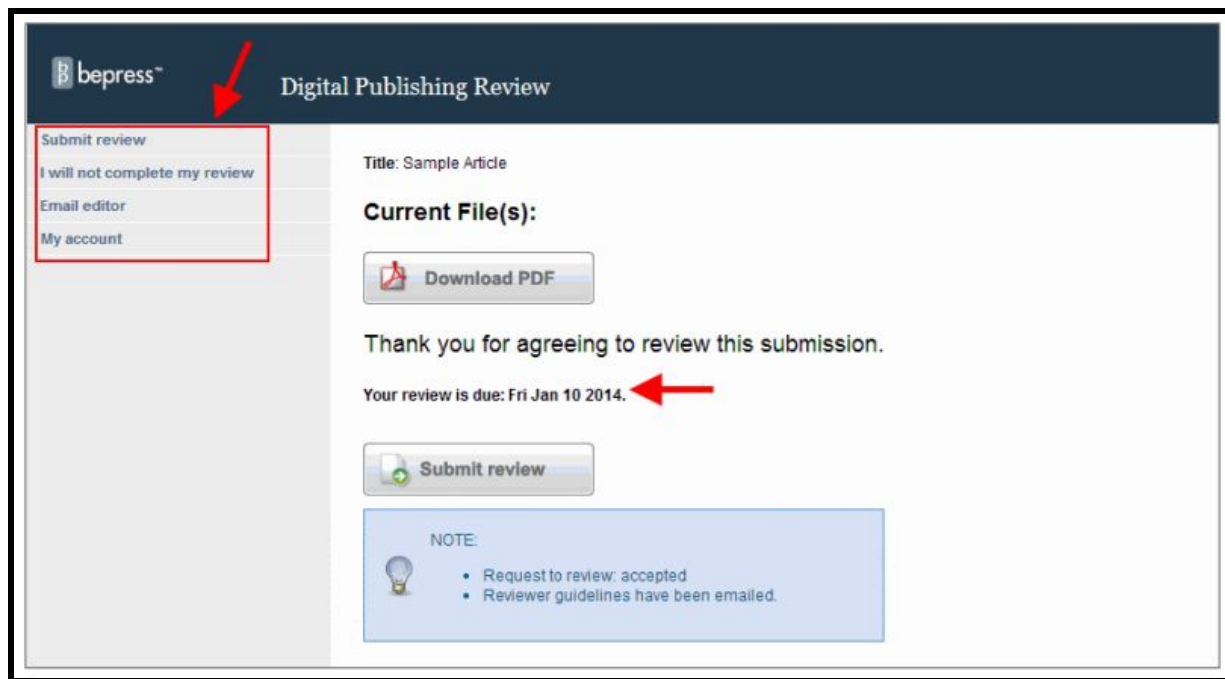 bepress™
Digital Publishing Review
Submit review
I will not complete my review
Email editor
My account
Title: Sample Article
Current File(s):
Download PDF
Thank you for agreeing to review this submission.
Your review is due: Fri Jan 10 2014.
Submit review
NOTE:
• Request to review: accepted
• Reviewer guidelines have been emailed.